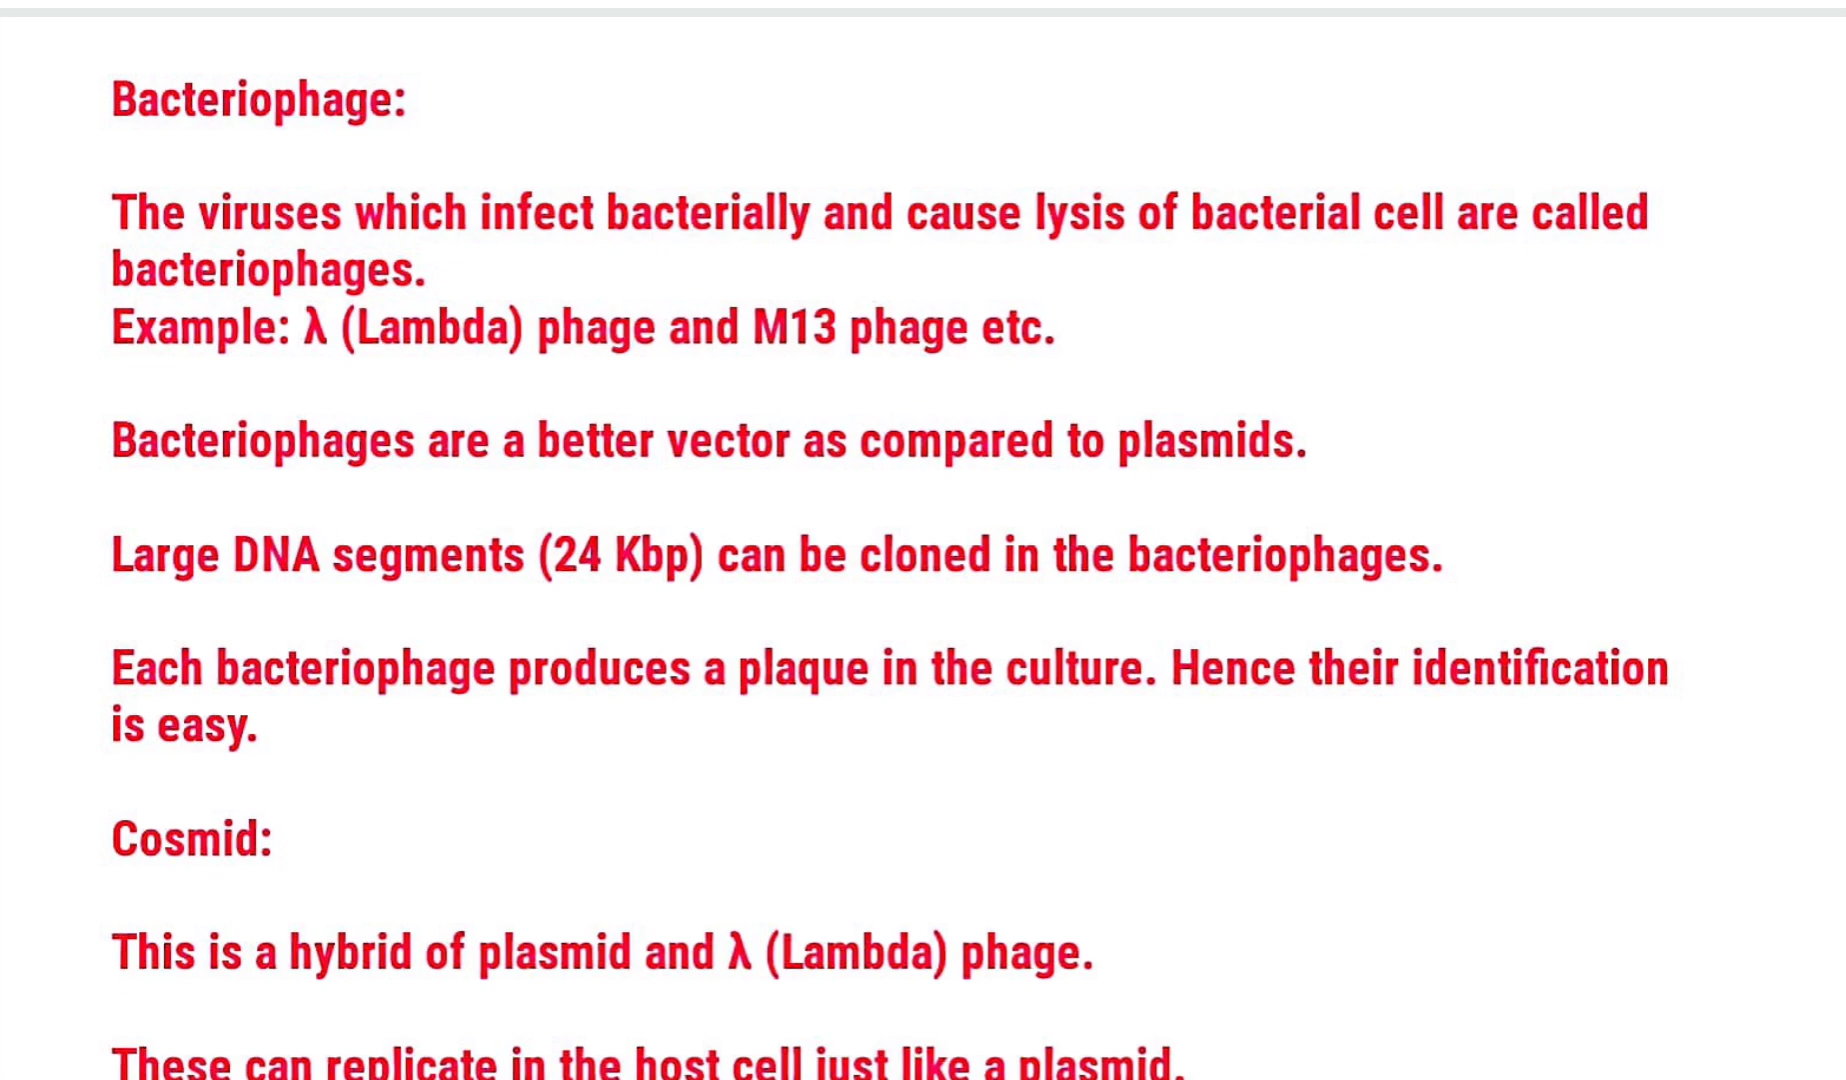 Bacteriophage:
The viruses which infect bacterially and cause lysis of bacterial cell are called
bacteriophages.
Example: λ (Lambda) phage and M13 phage etc.
Bacteriophages are a better vector as compared to plasmids.
Large DNA segments (24 Kbp) can be cloned in the bacteriophages.
Each bacteriophage produces a plaque in the culture. Hence their identification
is easy.
Cosmid:
This is a hybrid of plasmid and λ (Lambda) phage.
These can replicate in the host cell just like a plasmid.